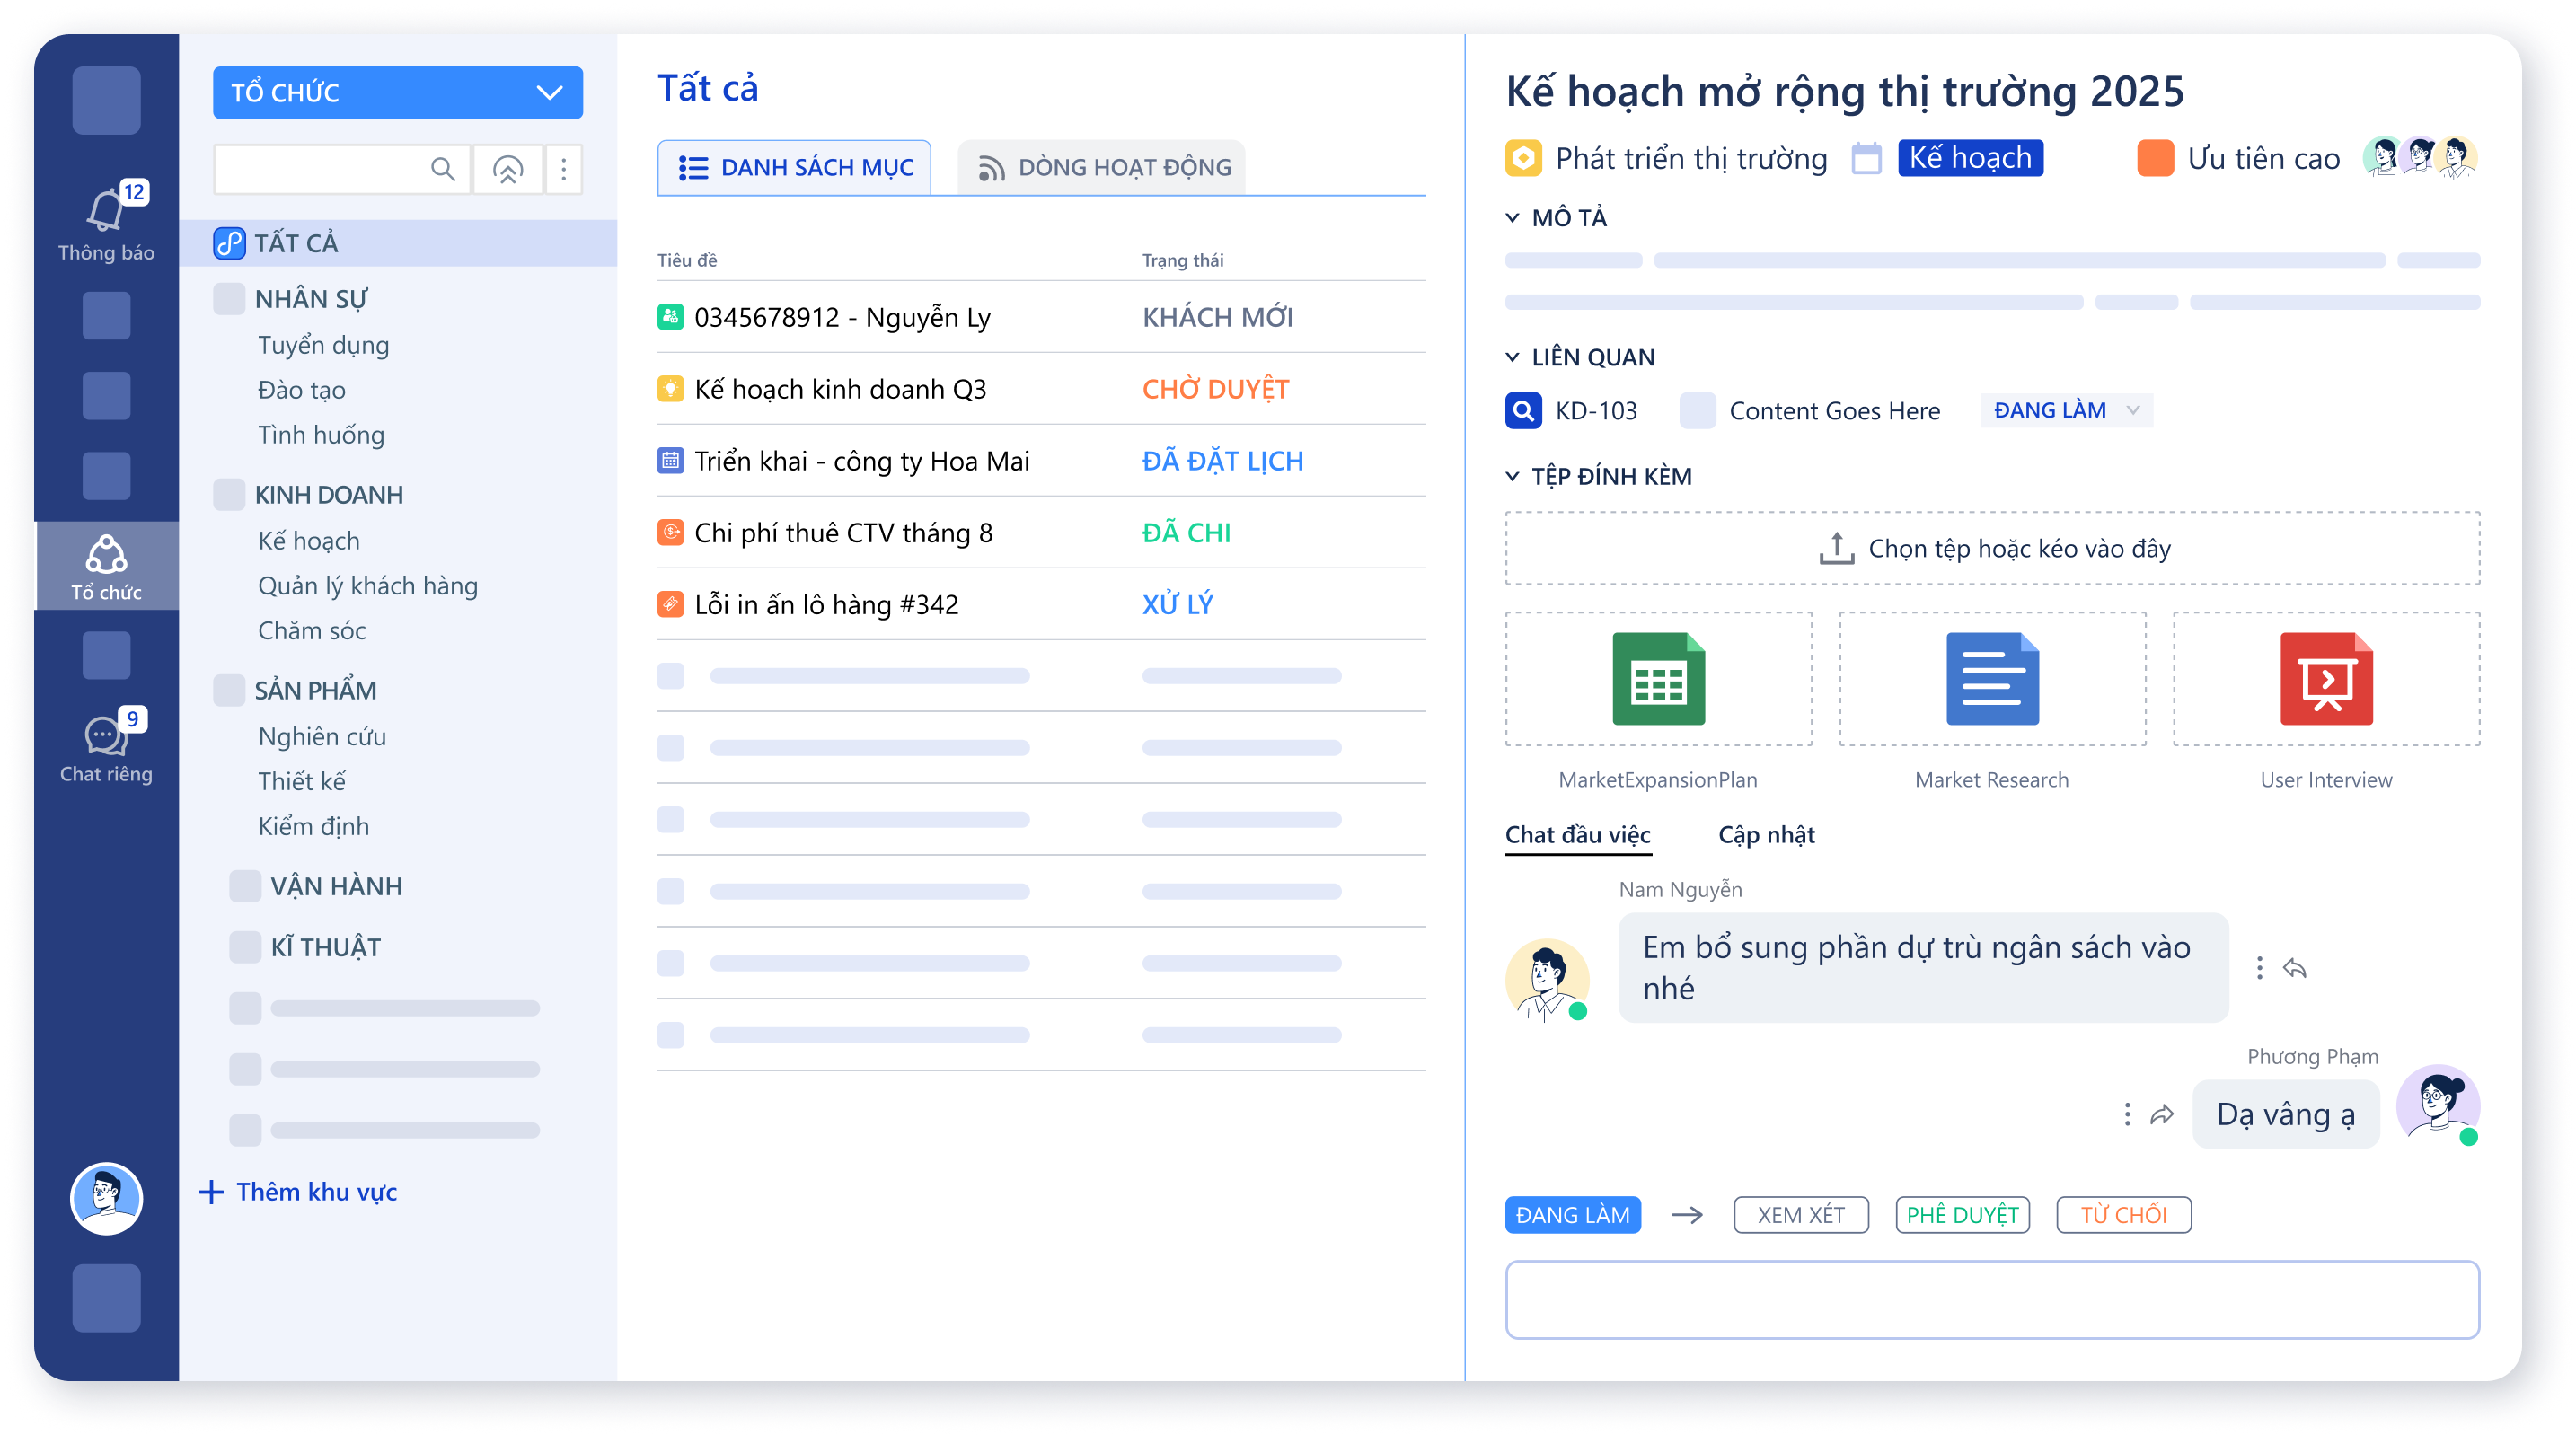 12
Thông báo
Tổ chức
9
Chat riêng
TỔ CHỨC
TẤT CẢ
NHÂN SỰ
Tuyển dụng
Đào tạo
Tình huống
KINH DOANH
Kế hoạch
Quản lý khách hàng
Chăm sóc
SẢN PHẨM
Nghiên cứu
Thiết kế
Kiểm định
VẬN HÀNH
KĨ THUẬT
Thêm khu vực
Tất cả
DANH SÁCH MỤC
DÒNG HOẠT ĐỘNG
Tiêu đề Trạng thái
0345678912 - Nguyễn Ly KHÁCH MỚI
Kế hoạch kinh doanh Q3 CHỜ DUYỆT
Triển khai - công ty Hoa Mai ĐÃ ĐẶT LỊCH
Chi phí thuê CTV tháng 8 ĐÃ CHI
Lỗi in ấn lô hàng #342 XỬ LÝ
Kế hoạch mở rộng thị trường 2025
Phát triển thị trường Kế hoạch Ưu tiên cao
MÔ TẢ
LIÊN QUAN
KD-103 Content Goes Here ĐANG LÀM
TỆP ĐÍNH KÈM
Chọn tệp hoặc kéo vào đây
MarketExpansionPlan Market Research User Interview
Chat đầu việc Cập nhật
Nam Nguyễn
Em bổ sung phần dự trù ngân sách vào
nhé
Phương Phạm
Dạ vâng ạ
ĐANG LÀM XEM XÉT PHÊ DUYỆT TỪ CHỐI